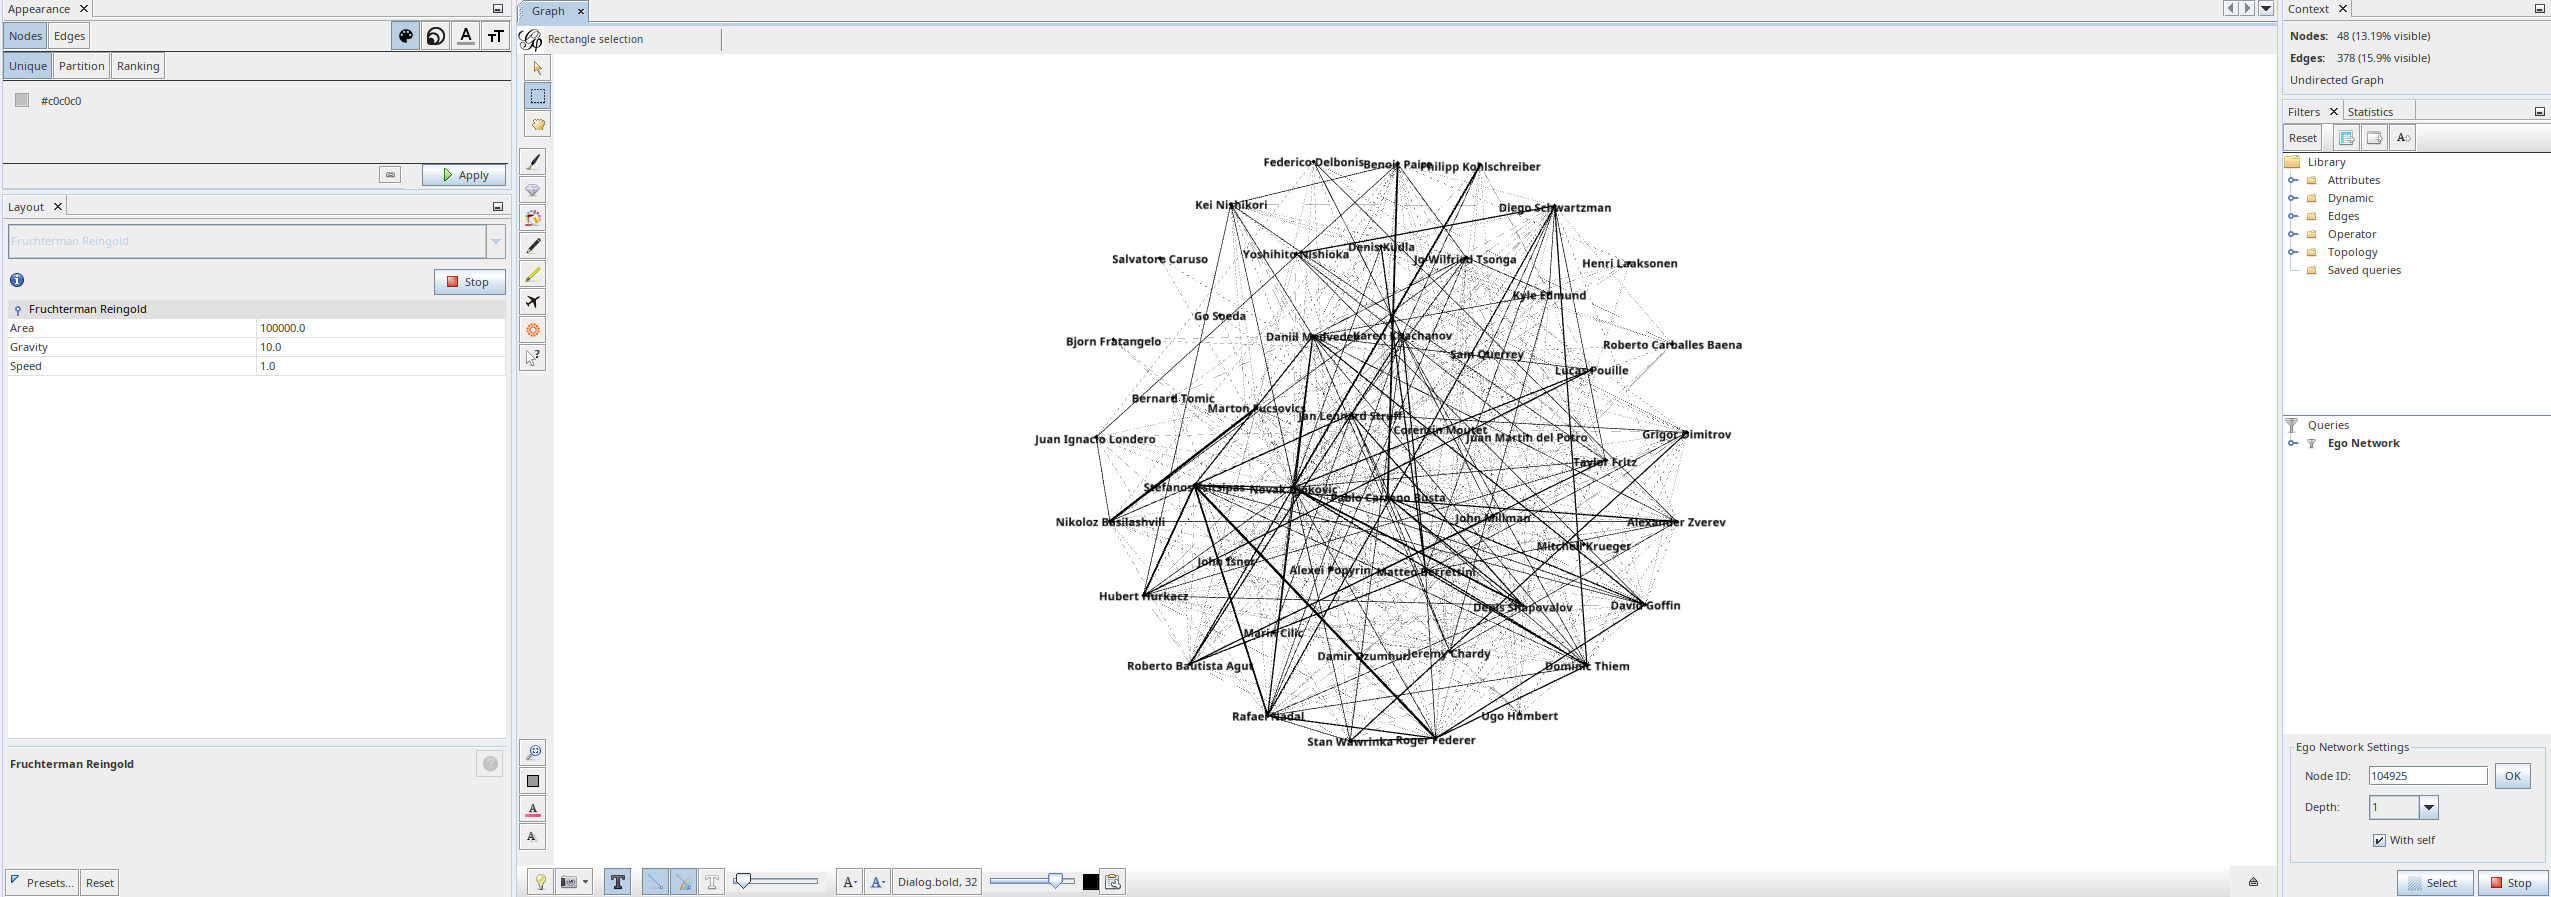 Appearance
Nodes Edges
Unique Partition Ranking
#c0c0c0
Apply
Layout
Fruchterman Reingold
Stop
Fruchterman Reingold
Area 100000.0
Gravity 10.0
Speed 1.0
Fruchterman Reingold
Presets... Reset
Graph
Rectangle selection
Federico Delbonis Benoit Paire Philipp Kohlschreiber
Kei Nishikori
Diego Schwartzman
Yoshihito Nishioka
Denis Kudla
Jo-Wilfried Tsonga
Salvatore Caruso
Henri Laaksonen
Kyle Edmund
Go Soeda
Bjorn Fratangelo
Daniil Medvedev Karen Khachanov
Roberto Carballes Baena
Sam Querrey
Lucas Pouille
Bernard Tomic
Marton Fucsovics
Jan Lennard Struff
Corentin Moutet
Juan Martin del Potro
Juan Ignacio Londero
Grigor Dimitrov
Taylor Fritz
Stefanos Tsitsipas Novak Djokovic
Pablo Carreno Busta
Nikoloz Basilashvili
John Millman
Alexander Zverev
Mitchell Krueger
John Isner
Alexei Popyrin Matteo Berrettini
Hubert Hurkacz
Denis Shapovalov
David Goffin
Marin Cilic
Damir Dzumhur Jeremy Chardy
Roberto Bautista Agut
Dominic Thiem
Rafael Nadal
Ugo Humbert
Stan Wawrinka Roger Federer
Dialog.bold, 32
Context
Nodes: 48 (13.19% visible)
Edges: 378 (15.9% visible)
Undirected Graph
Filters Statistics
Reset
Library
Attributes
Dynamic
Edges
Operator
Topology
Saved queries
Queries
Ego Network
Ego Network Settings
Node ID: 104925 OK
Depth: 1
With self
Select Stop